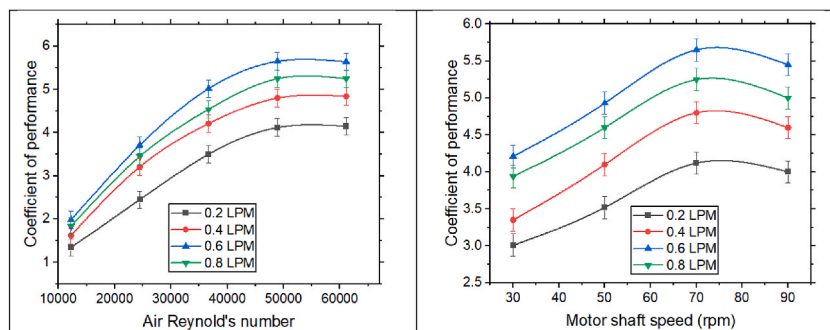 Coefficient of performance
6
5
4
3
2
1
0.2 LPM
0.4 LPM
0.6 LPM
0.8 LPM
10000 20000 30000 40000 50000 60000
Air Reynold's number
Coefficient of performance
6.0
5.5
5.0
4.5
4.0
3.5
3.0
2.5
0.2 LPM
0.4 LPM
0.6 LPM
0.8 LPM
30 40 50 60 70 80 90
Motor shaft speed (rpm)